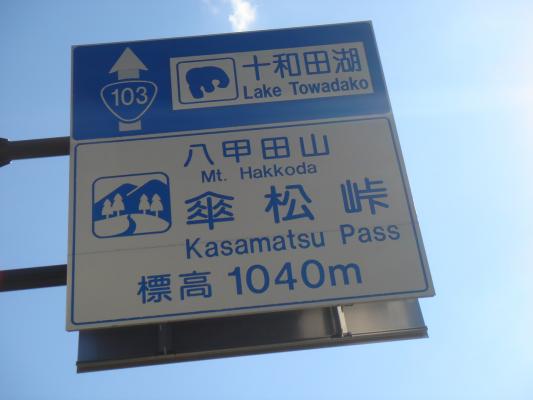 103
十和田湖
Lake Towadako
八甲田山
Mt. Hakkoda
傘松峠
Kasamatsu Pass
標高 1040m